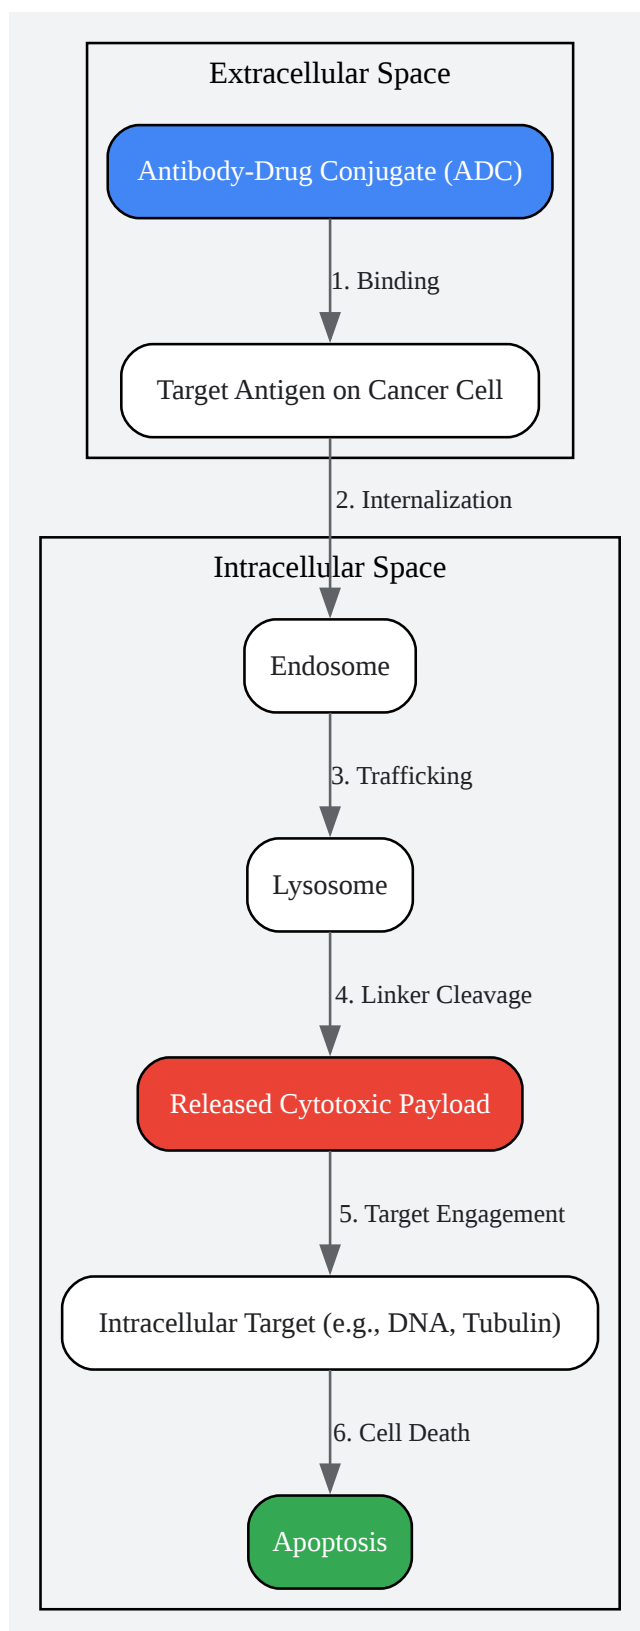 Extracellular Space
Antibody-Drug Conjugate (ADC)
1. Binding
Target Antigen on Cancer Cell
2. Internalization
Intracellular Space
Endosome
3. Trafficking
Lysosome
4. Linker Cleavage
Released Cytotoxic Payload
5. Target Engagement
Intracellular Target (e.g., DNA, Tubulin)
6. Cell Death
Apoptosis